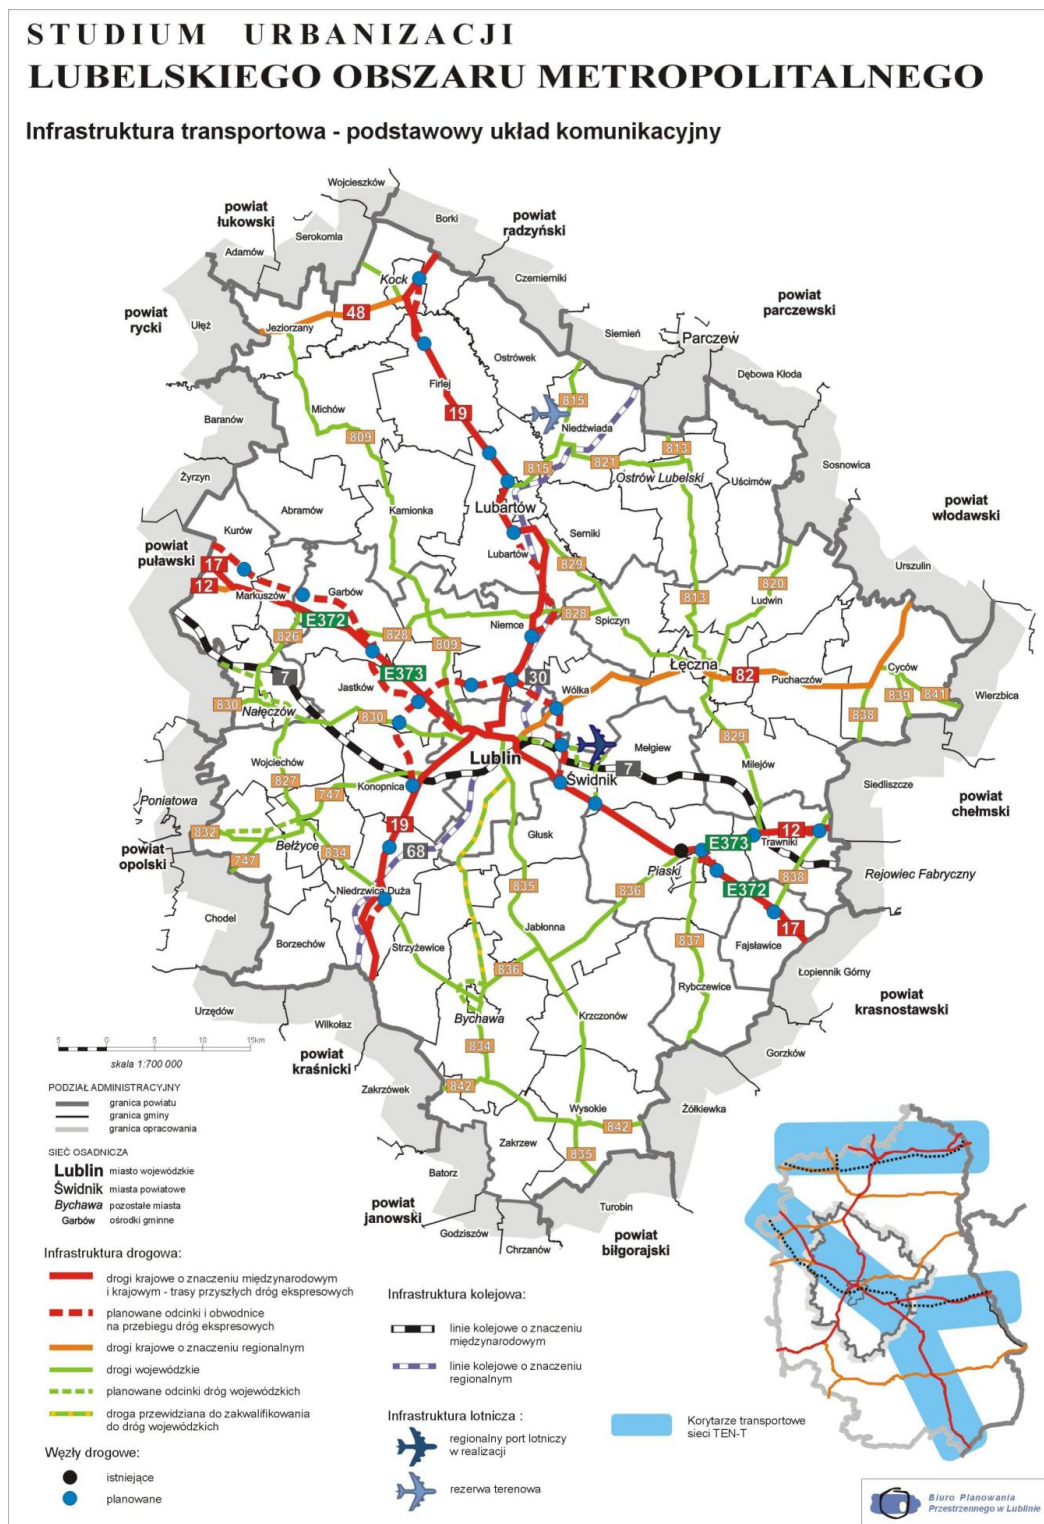 STUDIUM URBANIZACJI
LUBELSKIEGO OBSZARU METROPOLITALNEGO
Infrastruktura transportowa - podstawowy układ komunikacyjny
Wojcieszków
powiat
łukowski
Borki
powiat
radzyński
Serokomla
Adamów
Kock
Czemierniki
powiat
parczewski
powiat
rycki
Ułęż
48
Jeziorzany
Siemień
Parczew
Ostrówek
Dębowa Kłoda
Firlej
815
Baranów
Michów
19
Niedźwiada
809
813
815
821
Ostrów Lubelski
Sosnowica
Żyrzyn
Uścimów
Abramów
Kamionka
Lubartów
powiat
włodawski
Kurów
Serniki
powiat
puławski
Lubartów
17
829
Urszulin
12
820
Markuszów
Garbów
813
Ludwin
E372
828
Niemce
Spiczyn
826
828
809
Łęczna
Cyców
E373
82
7
30
Puchaczów
Jastków
Wólka
839
841
Wierzbica
830
Nałęczów
830
838
829
Lublin
Mełgiew
Wojciechów
7
Milejów
827
Konopnica
Świdnik
Siedliszcze
747
Poniatowa
powiat
chełmski
832
19
Głusk
12
Bełżyce
E373
Trawniki
powiat
opolski
747
834
68
Piaski
838
Rejowiec Fabryczny
835
836
E372
Niedrzwica Duża
Chodel
Jabłonna
17
Borzechów
Strzyżewice
837
Fajsławice
836
Łopiennik Górny
Rybczewice
powiat
krasnostawski
Urzędów
Bychawa
Krzczonów
Wilkołaz
834
Gorzków
powiat
kraśnicki
Zakrzówek
842
Wysokie
Żółkiewka
842
Zakrzew
835
Batorz
powiat
janowski
Turobin
Godziszów
powiat
biłgorajski
Chrzanów
5 0 5 10 15km
skala 1:700 000
PODZIAŁ ADMINISTRACYJNY
granica powiatu
granica gminy
granica opracowania
SIEĆ OSADNICZA
Lublin miasto wojewódzkie
Świdnik miasta powiatowe
Bychawa pozostałe miasta
Garbów ośrodki gminne
Infrastruktura drogowa:
drogi krajowe o znaczeniu międzynarodowym
i krajowym - trasy przyszłych dróg ekspresowych
planowane odcinki i obwodnice
na przebiegu dróg ekspresowych
drogi krajowe o znaczeniu regionalnym
drogi wojewódzkie
planowane odcinki dróg wojewódzkich
droga przewidziana do zakwalifikowania
do dróg wojewódzkich
Węzły drogowe:
istniejące
planowane
Infrastruktura kolejowa:
linie kolejowe o znaczeniu
międzynarodowym
linie kolejowe o znaczeniu
regionalnym
Infrastruktura lotnicza :
regionalny port lotniczy
w realizacji
rezerwa terenowa
Korytarze transportowe
sieci TEN-T
Biuro Planowania
Przestrzennego w Lublinie